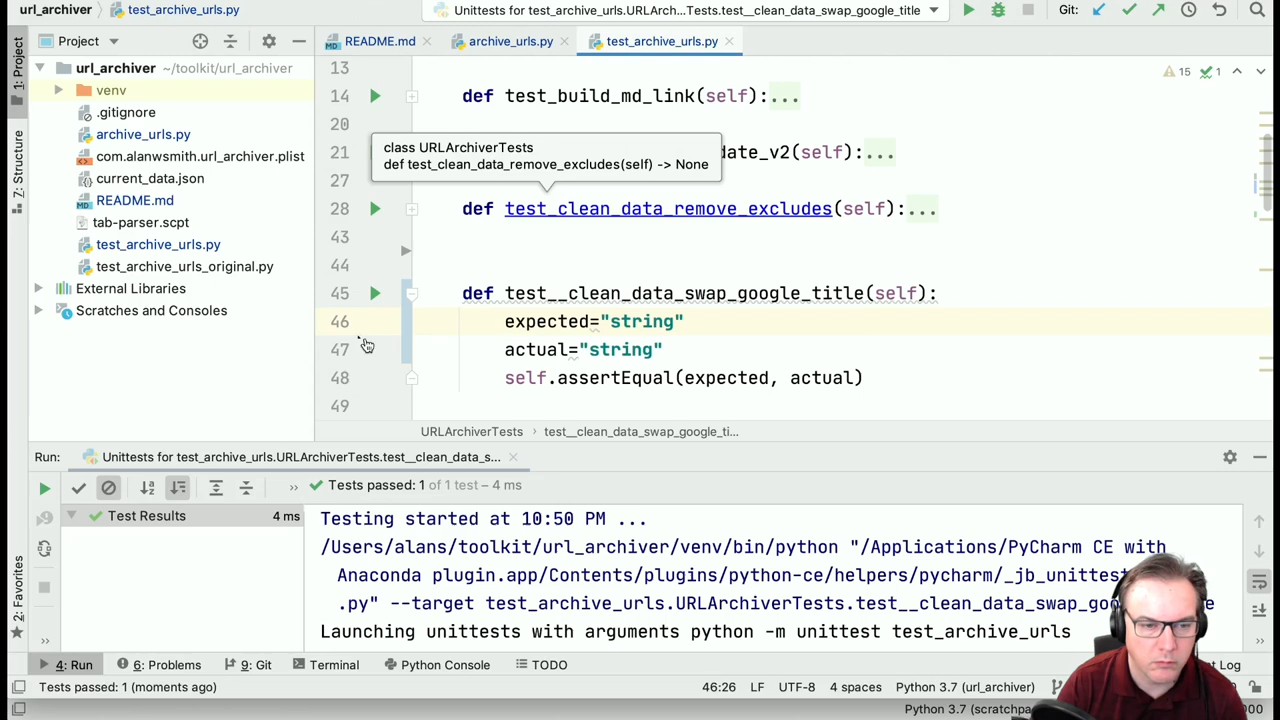 url_archiver
test_archive_urls.py
Unittests for test_archive_urls.URLArch...Tests.test__clean_data_swap_google_title
Git:
1: Project
7: Structure
2: Favorites
Project
url_archiver ~/toolkit/url_archiver
venv
.gitignore
archive_urls.py
com.alanwsmith.url_archiver.plist
current_data.json
README.md
tab-parser.scpt
test_archive_urls.py
test_archive_urls_original.py
External Libraries
Scratches and Consoles
README.md
archive_urls.py
test_archive_urls.py
15 1
13
14 def test_build_md_link(self):...
20
21 date_v2(self):...
class URLArchiverTests
def test_clean_data_remove_excludes(self) -> None
27
28 def test_clean_data_remove_excludes(self):...
43
44
45 def test__clean_data_swap_google_title(self):
46 expected="string"
47 actual="string"
48 self.assertEqual(expected, actual)
49
URLArchiverTests › test__clean_data_swap_google_ti...
Run: Unittests for test_archive_urls.URLArchiverTests.test__clean_data_s...
Tests passed: 1 of 1 test – 4 ms
Test Results 4 ms
Testing started at 10:50 PM ...
/Users/alans/toolkit/url_archiver/venv/bin/python "/Applications/PyCharm CE with
Anaconda plugin.app/Contents/plugins/python-ce/helpers/pycharm/_jb_unittest
.py" --target test_archive_urls.URLArchiverTests.test__clean_data_swap_go
Launching unittests with arguments python -m unittest test_archive_urls
4: Run 6: Problems 9: Git Terminal Python Console TODO Log
Tests passed: 1 (moments ago) 46:26 LF UTF-8 4 spaces Python 3.7 (url_archiver)
Python 3.7 (scratchpa